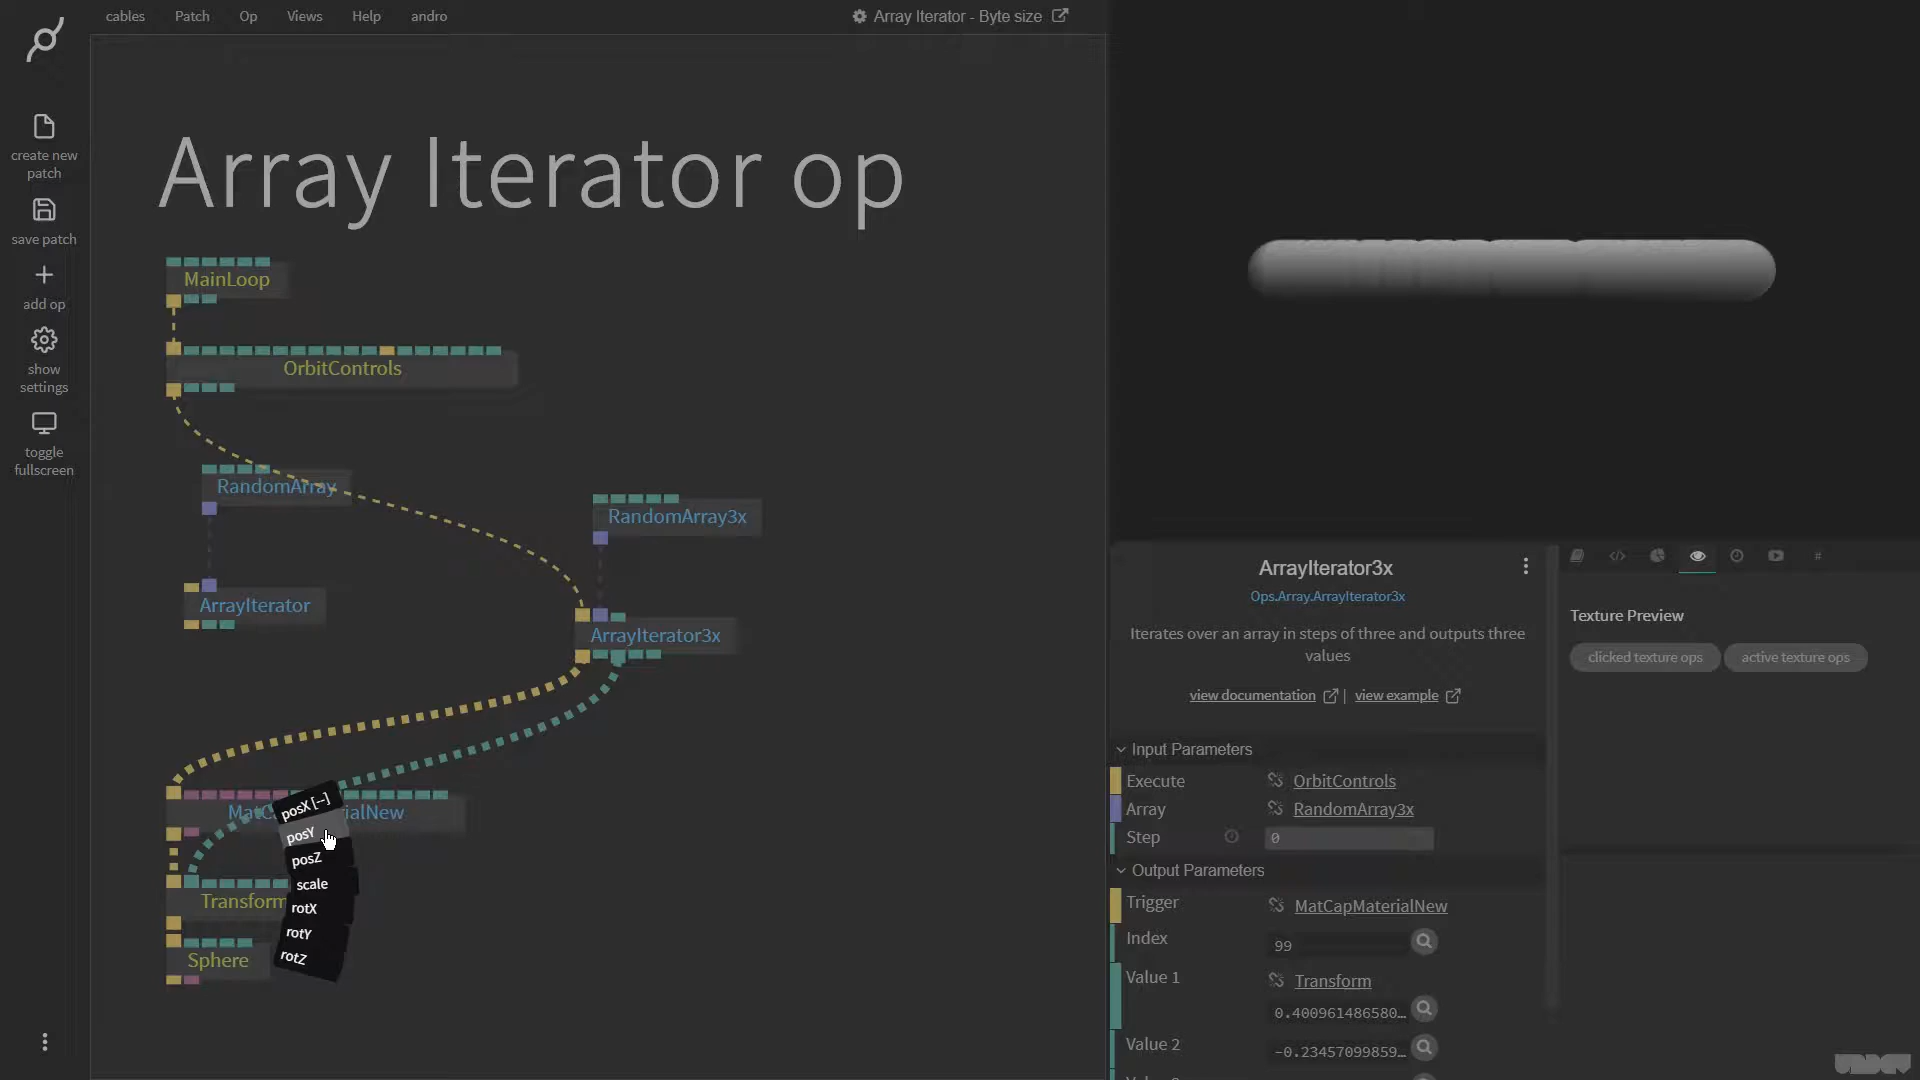 cables Patch Op Views Help andro
Array Iterator - Byte size
create new
patch
save patch
add op
show
settings
toggle
fullscreen
Array Iterator op
MainLoop
OrbitControls
RandomArray
RandomArray3x
ArrayIterator
ArrayIterator3x
posX [--]
posY
posZ
scale
rotX
rotY
rotZ
Transform
Sphere
ArrayIterator3x
Ops.Array.ArrayIterator3x
Iterates over an array in steps of three and outputs three
values
view documentation | view example
Input Parameters
Execute OrbitControls
Array RandomArray3x
Step 0
Output Parameters
Trigger MatCapMaterialNew
Index 99
Value 1 Transform
0.400961486580…
Value 2 -0.23457099859…
#
Texture Preview
clicked texture ops active texture ops